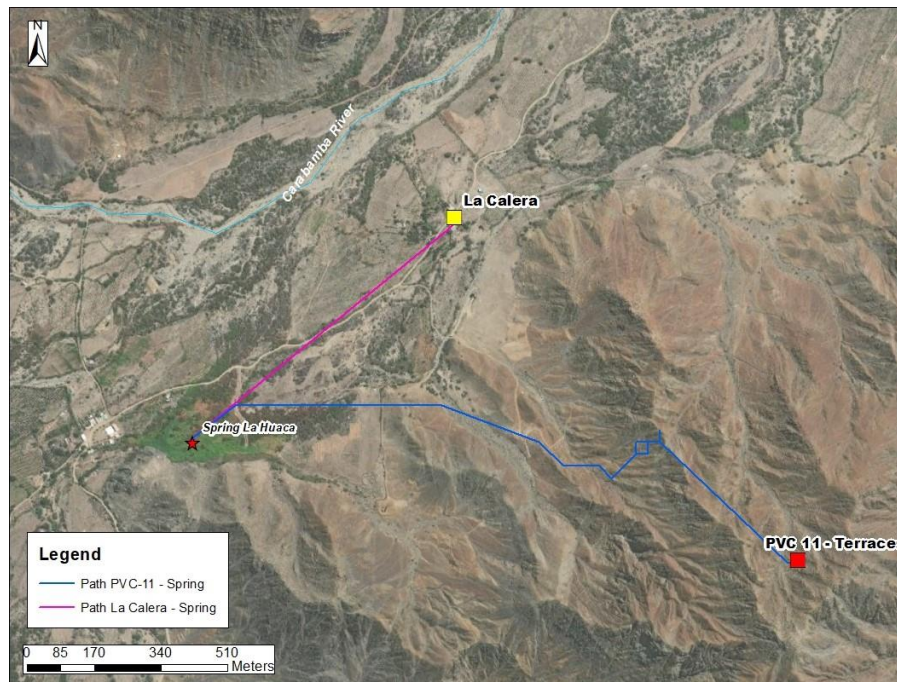 N
Carabamba River
La Calera
Spring La Huaca
PVC 11 - Terrace
Legend
Path PVC-11 - Spring
Path La Calera - Spring
0 85 170 340 510
Meters